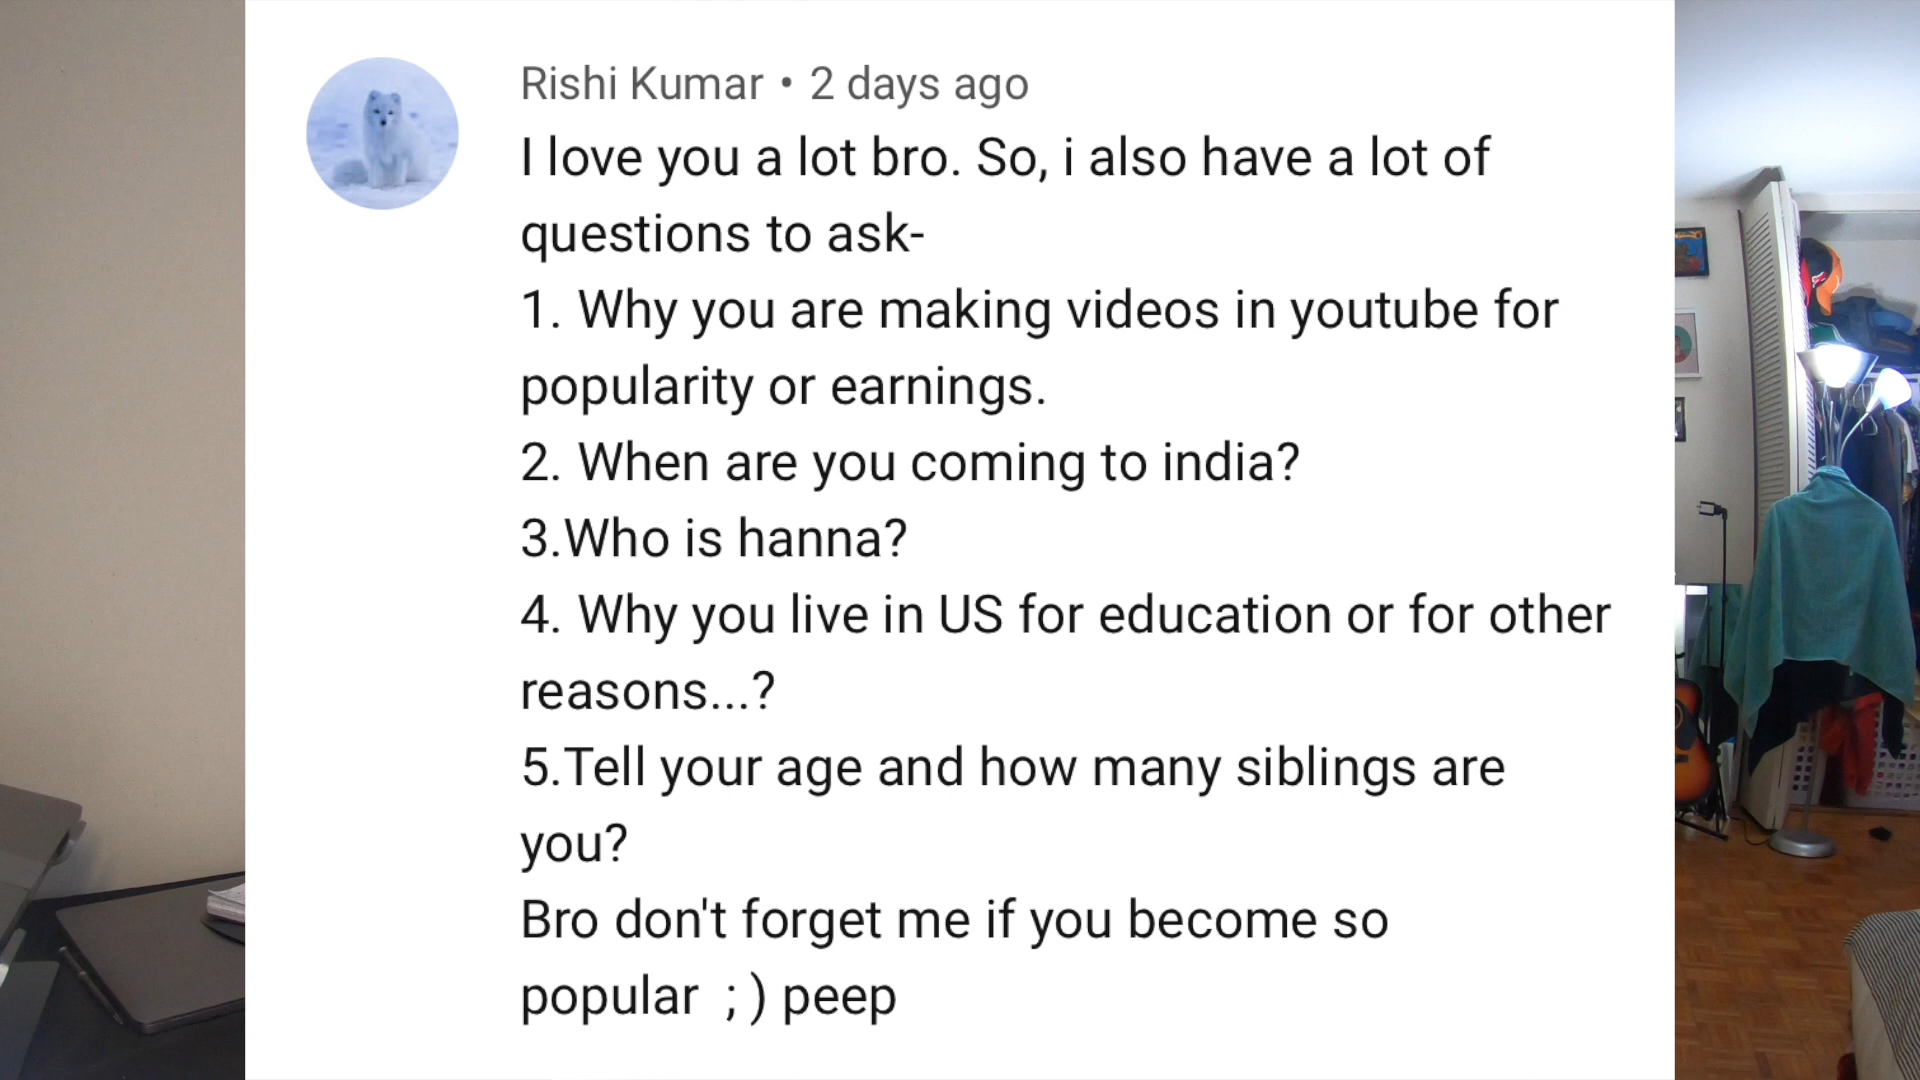 Rishi Kumar • 2 days ago
I love you a lot bro. So, i also have a lot of
questions to ask-
1. Why you are making videos in youtube for
popularity or earnings.
2. When are you coming to india?
3.Who is hanna?
4. Why you live in US for education or for other
reasons...?
5.Tell your age and how many siblings are
you?
Bro don't forget me if you become so
popular  ; ) peep